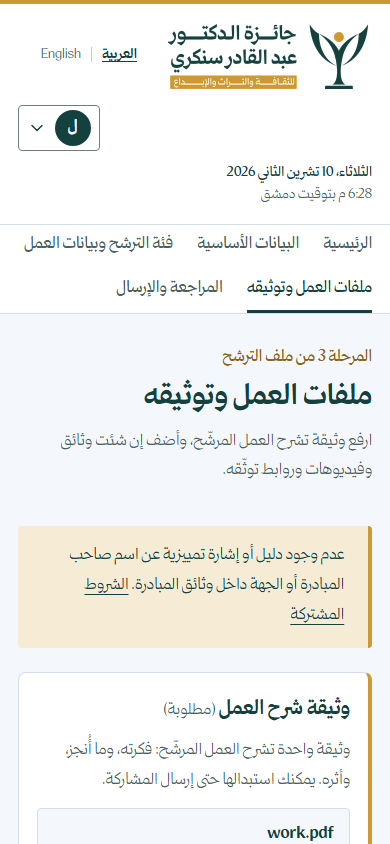 جائزة الدكتور
عبد القادر سنكري
للثقافة والتراث والإبداع
العربية
English
ل
الثلاثاء، 10 تشرين الثاني 2026
6:28 م بتوقيت دمشق
الرئيسية
البيانات الأساسية
فئة الترشح وبيانات العمل
ملفات العمل وتوثيقه
المراجعة والإرسال
المرحلة 3 من ملف الترشح
ملفات العمل وتوثيقه
ارفع وثيقة تشرح العمل المرشّح، وأضف إن شئت وثائق
وفيديوهات وروابط توثّقه.
عدم وجود دليل أو إشارة تمييزية عن اسم صاحب
المبادرة أو الجهة داخل وثائق المبادرة. الشروط
المشتركة
وثيقة شرح العمل (مطلوبة)
وثيقة واحدة تشرح العمل المرشّح: فكرته، وما أُنجز،
وأثره. يمكنك استبدالها حتى إرسال المشاركة.
work.pdf